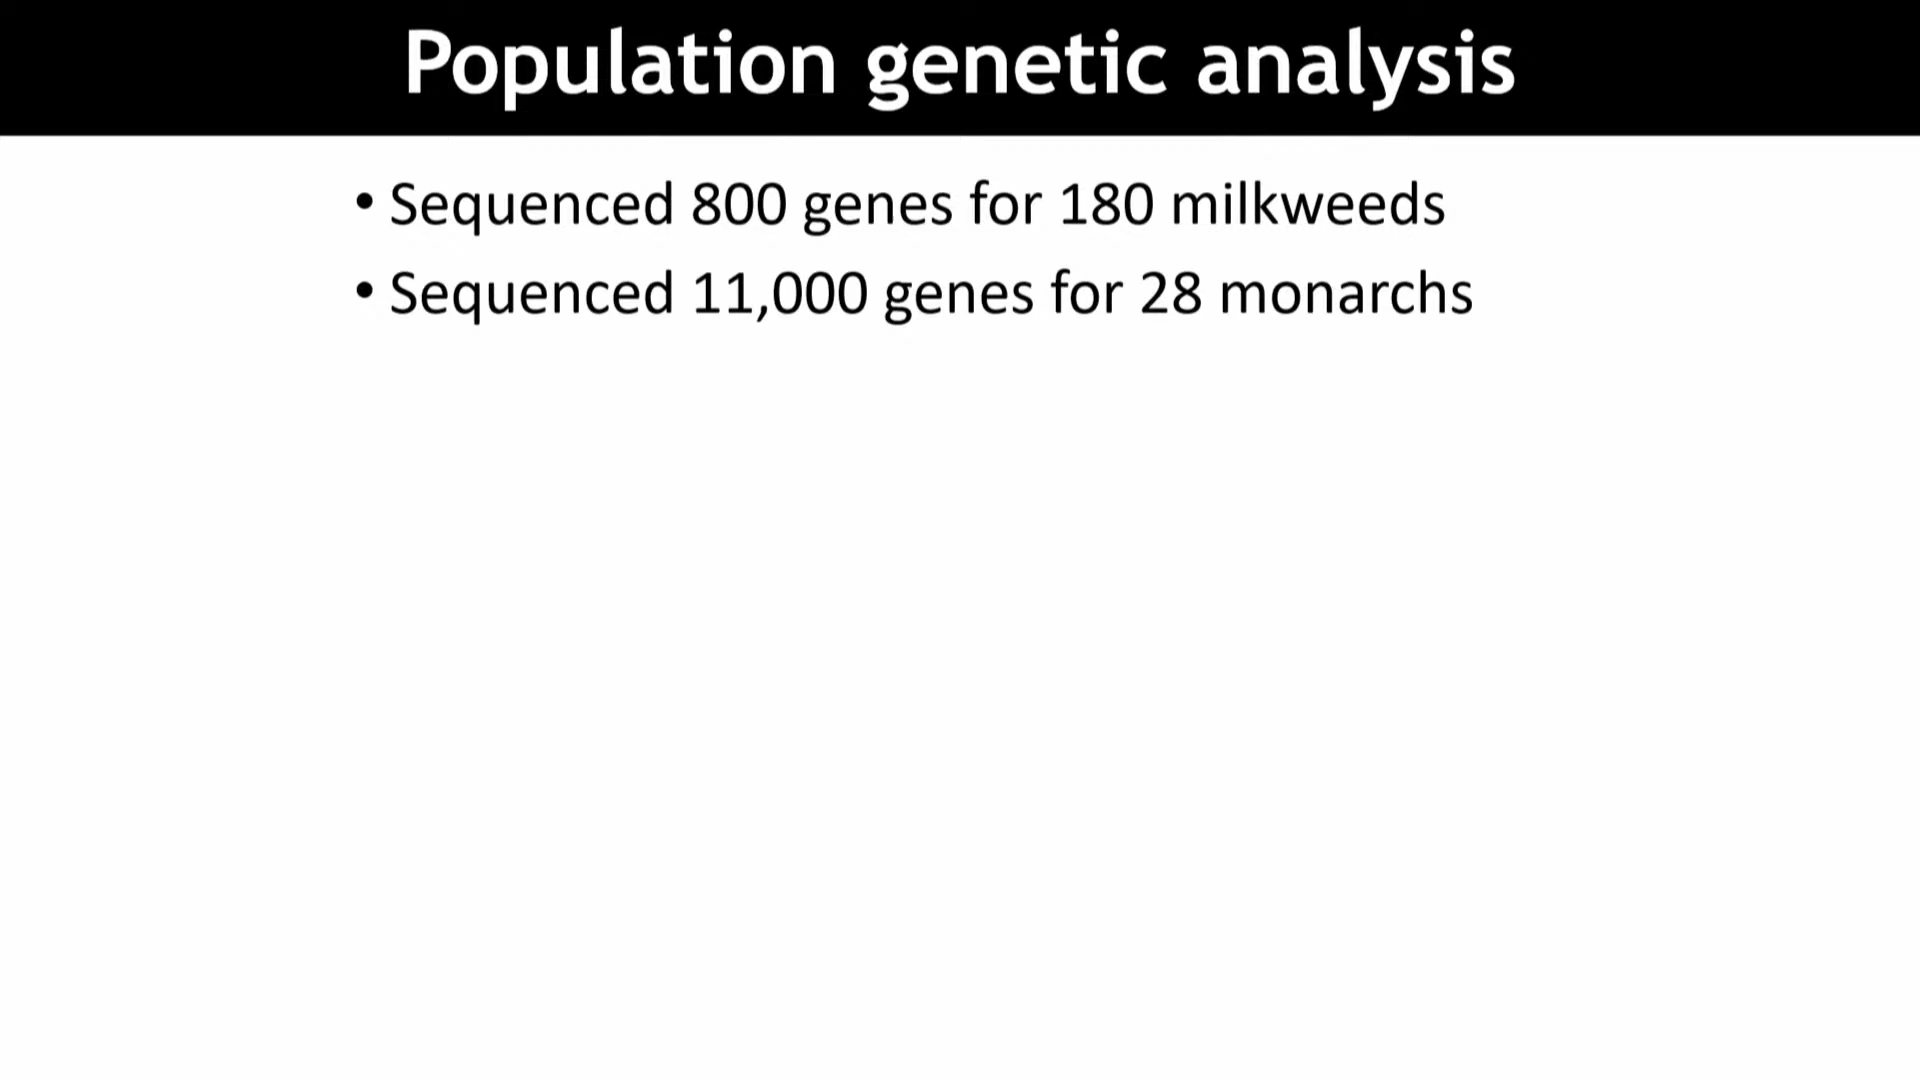 Population genetic analysis
• Sequenced 800 genes for 180 milkweeds
• Sequenced 11,000 genes for 28 monarchs